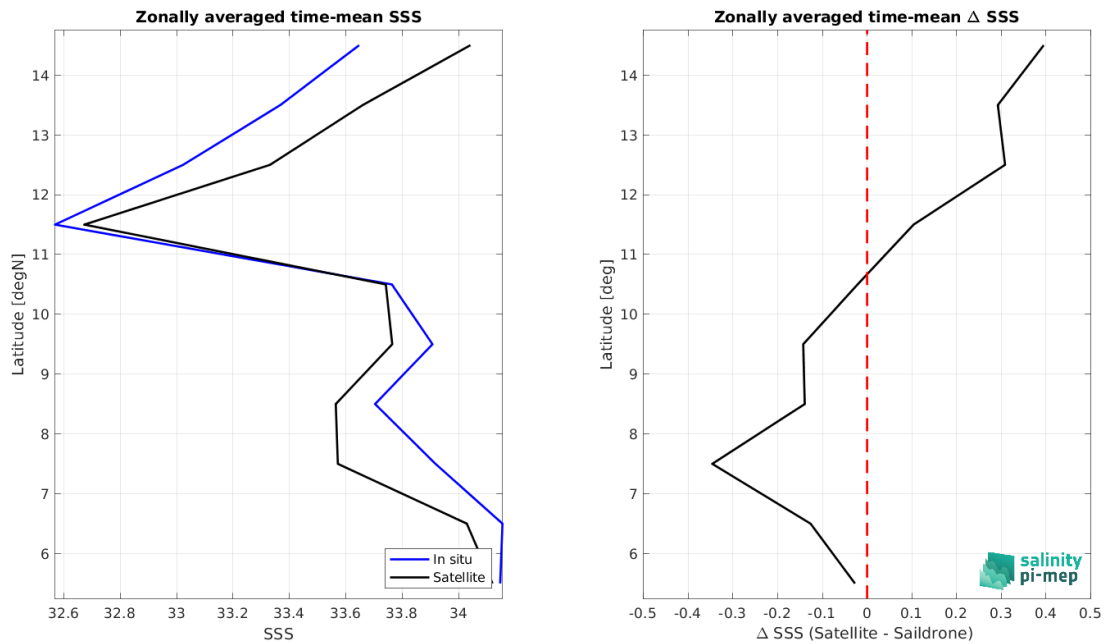 Zonally averaged time-mean SSS
14
13
12
11
10
9
8
7
6
Latitude [degN]
In situ
Satellite
32.6 32.8 33 33.2 33.4 33.6 33.8 34
SSS
Zonally averaged time-mean Δ SSS
14
13
12
11
10
9
8
7
6
Latitude [deg]
salinity
pi-mep
-0.5 -0.4 -0.3 -0.2 -0.1 0 0.1 0.2 0.3 0.4 0.5
Δ SSS (Satellite - Saildrone)